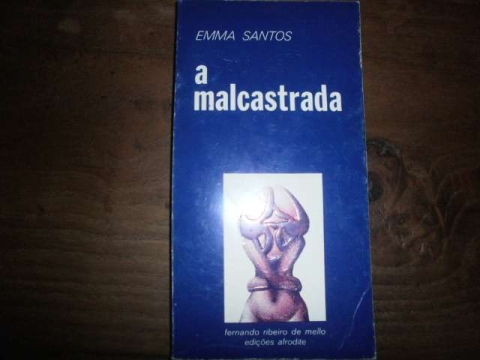 EMMA SANTOS
a
malcastrada
fernando ribeiro de mello
edições afrodite